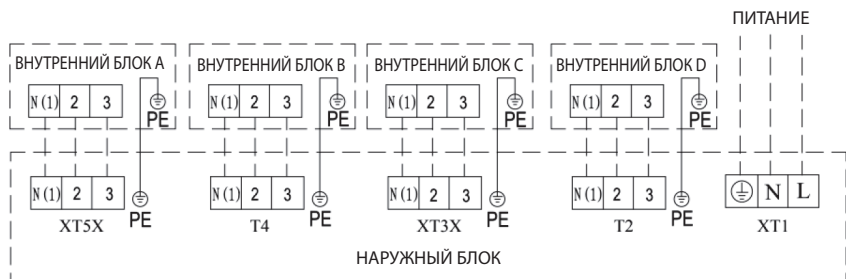 ПИТАНИЕ
ВНУТРЕННИЙ БЛОК A ВНУТРЕННИЙ БЛОК B ВНУТРЕННИЙ БЛОК C ВНУТРЕННИЙ БЛОК D
N (1) 2 3 N (1) 2 3 N (1) 2 3 N (1) 2 3
PE PE PE PE
N (1) 2 3 N (1) 2 3 N (1) 2 3 N (1) 2 3 N L
XT5X PE T4 PE XT3X PE T2 PE XT1
НАРУЖНЫЙ БЛОК